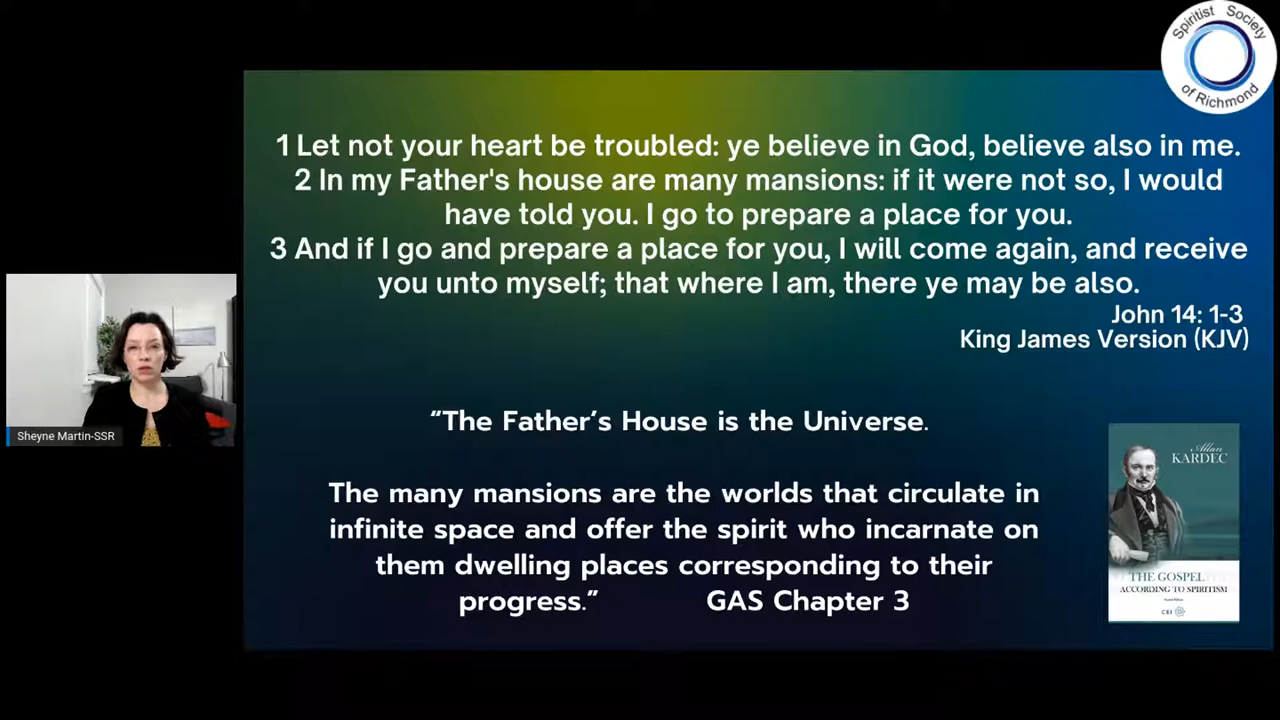 Spiritist Society
of Richmond
1 Let not your heart be troubled: ye believe in God, believe also in me.
2 In my Father's house are many mansions: if it were not so, I would
have told you. I go to prepare a place for you.
3 And if I go and prepare a place for you, I will come again, and receive
you unto myself; that where I am, there ye may be also.
John 14: 1-3
King James Version (KJV)
Sheyne Martin-SSR
“The Father’s House is the Universe.
The many mansions are the worlds that circulate in
infinite space and offer the spirit who incarnate on
them dwelling places corresponding to their
progress.” GAS Chapter 3
Allan
KARDEC
THE GOSPEL
ACCORDING TO SPIRITISM
CEI